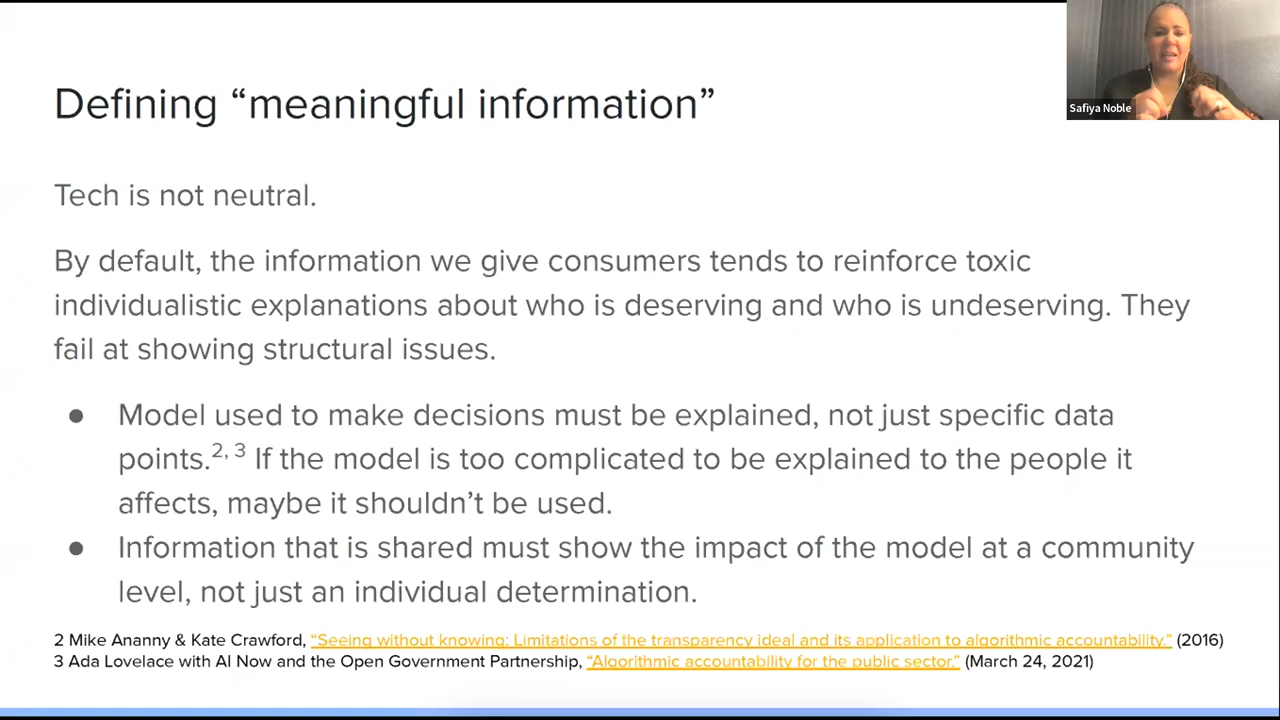 Safiya Noble
Defining “meaningful information”
Tech is not neutral.
By default, the information we give consumers tends to reinforce toxic
individualistic explanations about who is deserving and who is undeserving. They
fail at showing structural issues.
● Model used to make decisions must be explained, not just specific data
points.2, 3 If the model is too complicated to be explained to the people it
affects, maybe it shouldn’t be used.
● Information that is shared must show the impact of the model at a community
level, not just an individual determination.
2 Mike Ananny & Kate Crawford, “Seeing without knowing: Limitations of the transparency ideal and its application to algorithmic accountability.” (2016)
3 Ada Lovelace with AI Now and the Open Government Partnership, “Algorithmic accountability for the public sector.” (March 24, 2021)